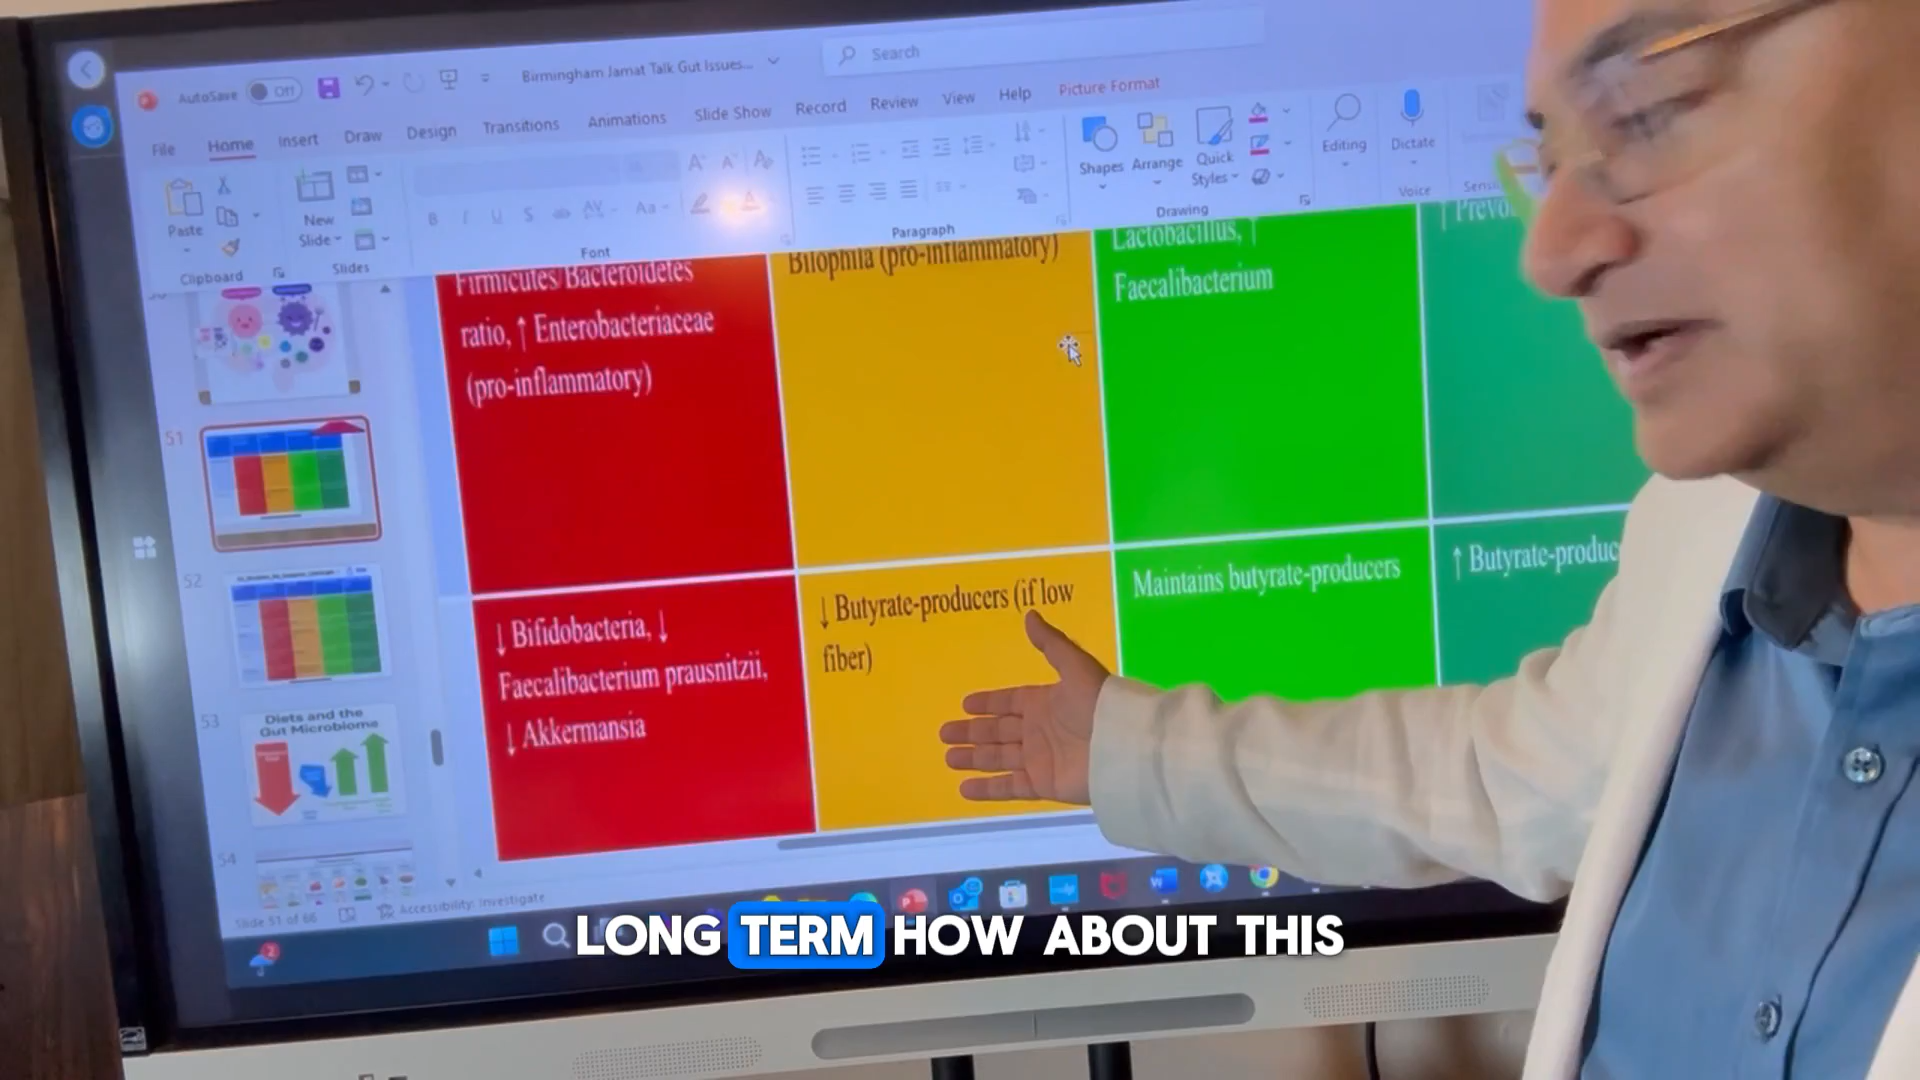 AutoSave
Off
Birmingham Jamat Talk Gut Issues...
Search
File
Home
Insert
Draw
Design
Transitions
Animations
Slide Show
Record
Review
View
Help
Picture Format
Paste
New
Slide
Clipboard
Slides
B I U S
AV
Aa
Font
Paragraph
Shapes
Arrange
Quick
Styles
Drawing
Editing
Dictate
Voice
51
52
53
Diets and the
Gut Microbiome
54
Slide 51 of 86
Accessibility: Investigate
Firmicutes Bacteroidetes
ratio, ↑ Enterobacteriaceae
(pro-inflammatory)
Bilophila (pro-inflammatory)
Lactobacillus, ↑
Faecalibacterium
↓ Bifidobacteria, ↓
Faecalibacterium prausnitzii,
↓ Akkermansia
↓ Butyrate-producers (if low
fiber)
Maintains butyrate-producers
↑ Butyrate-produc
2
LONG TERM HOW ABOUT THIS